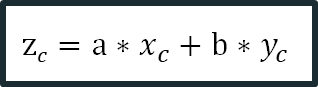 z_c = a * x_c + b * y_c